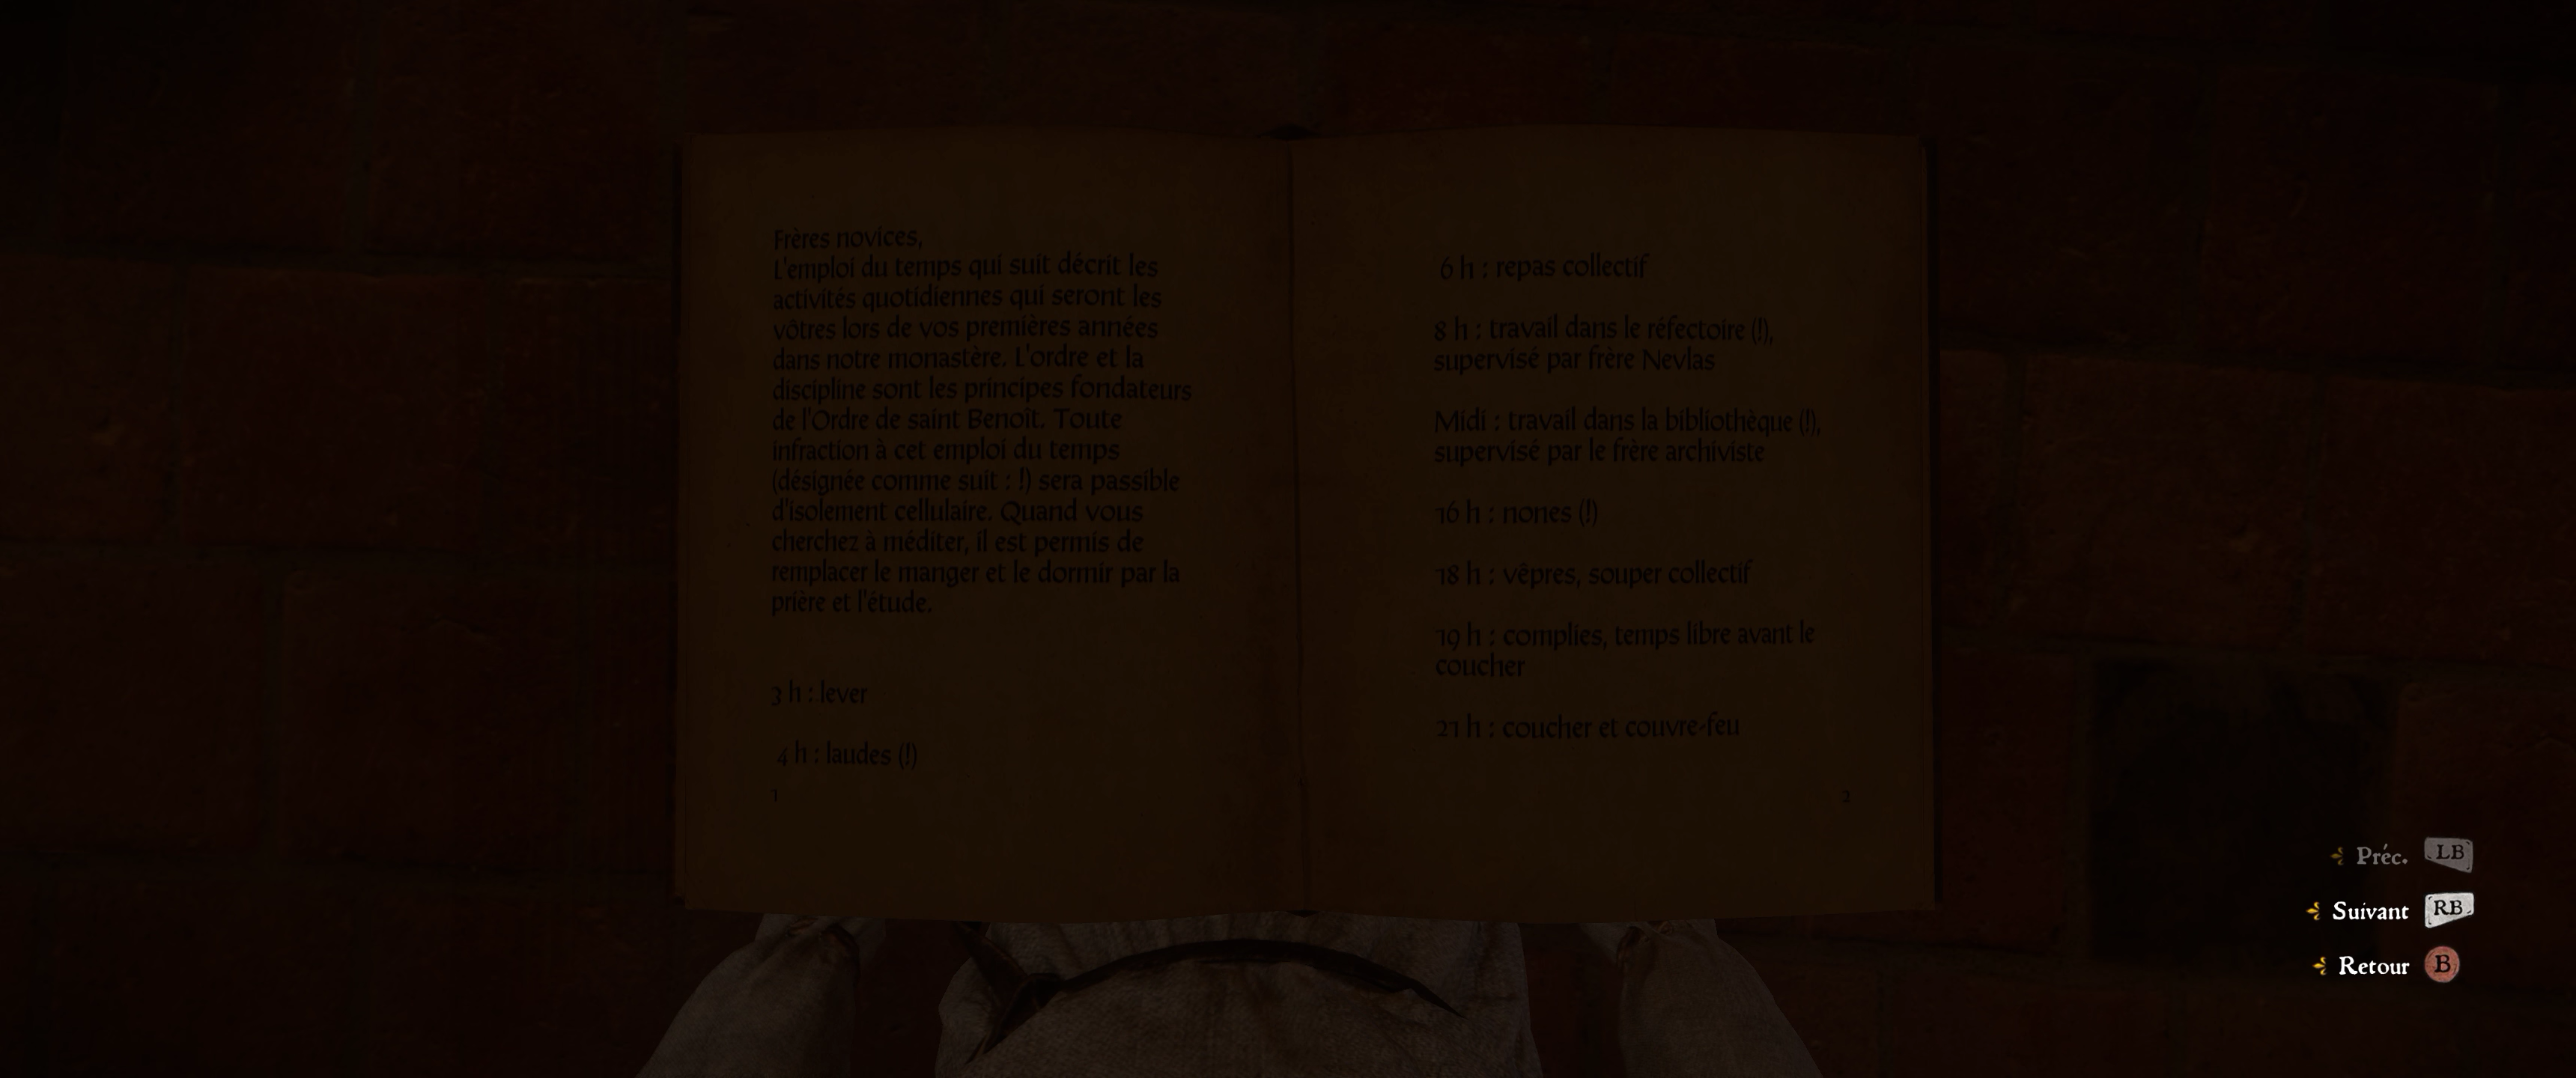 Frères novices,
L'emploi du temps qui suit décrit les
activités quotidiennes qui seront les
vôtres lors de vos premières années
dans notre monastère. L'ordre et la
discipline sont les principes fondateurs
de l'Ordre de saint Benoît. Toute
infraction à cet emploi du temps
(désignée comme suit : !) sera passible
d'isolement cellulaire. Quand vous
cherchez à méditer, il est permis de
remplacer le manger et le dormir par la
prière et l'étude.
3 h : lever
4 h : laudes (!)
1
6 h : repas collectif
8 h : travail dans le réfectoire (!),
supervisé par frère Nevlas
Midi : travail dans la bibliothèque (!),
supervisé par le frère archiviste
16 h : nones (!)
18 h : vêpres, souper collectif
19 h : complies, temps libre avant le
coucher
21 h : coucher et couvre-feu
2
Préc. LB
Suivant RB
Retour B